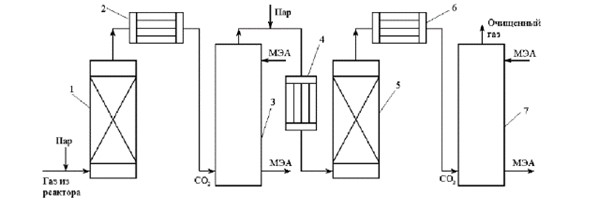 2
Пар
6
Очищенный
газ
МЭА
4
МЭА
1
5
3
7
Пар
МЭА
МЭА
CO₂
CO₂
Газ из
реактора